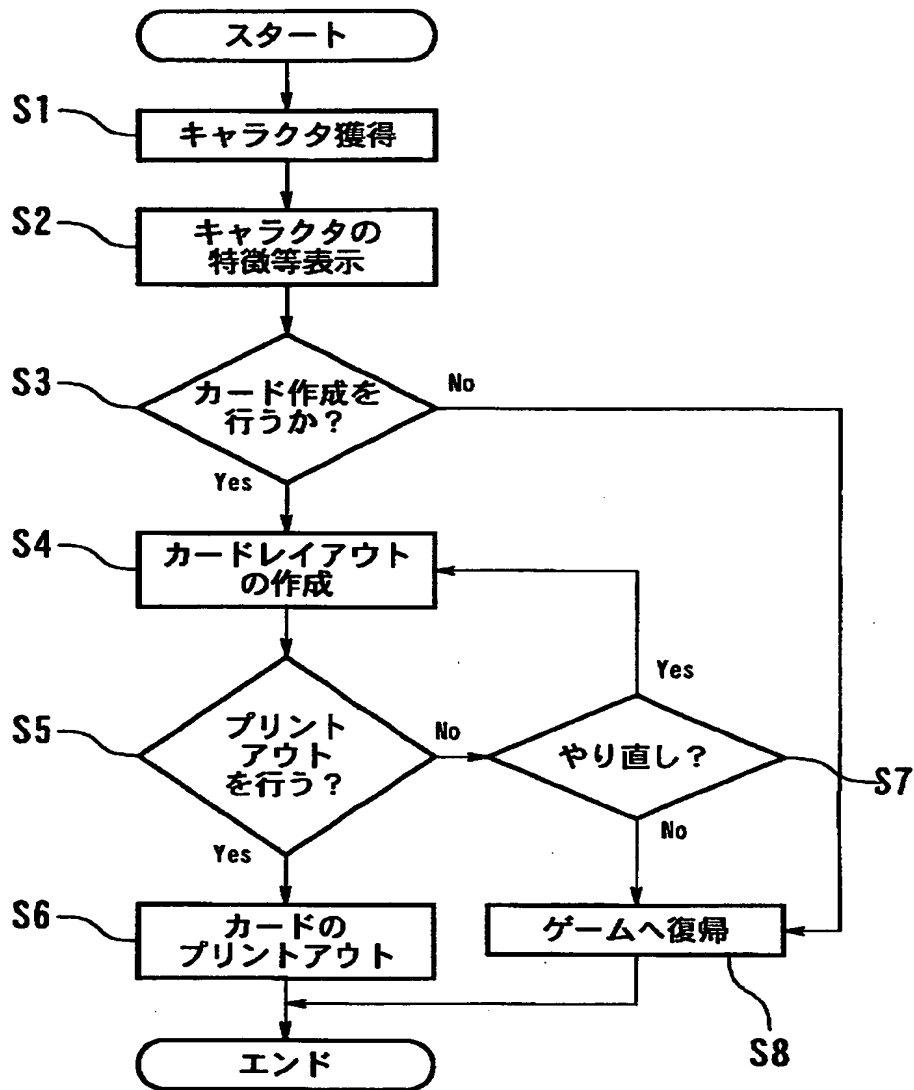 スタート
S1
キャラクタ獲得
S2
キャラクタの
特徴等表示
S3
カード作成を
行うか？
No
Yes
S4
カードレイアウト
の作成
Yes
S5
プリント
アウト
を行う？
No
やり直し？
S7
Yes
No
S6
カードの
プリントアウト
ゲームへ復帰
S8
エンド